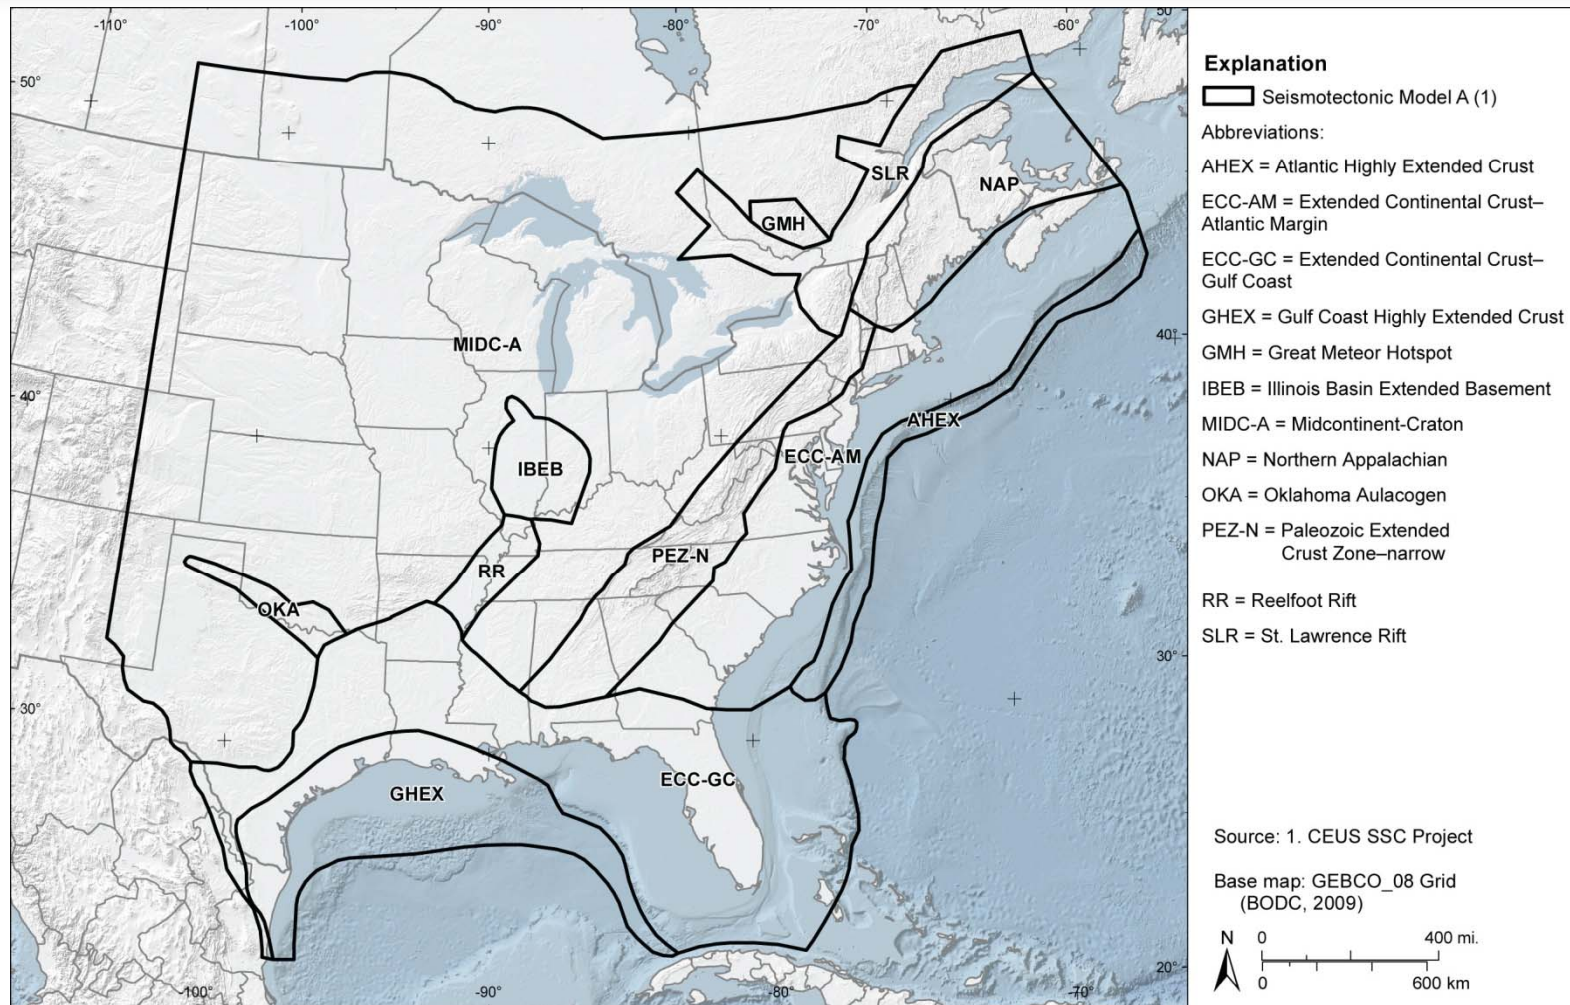 -110°
-100°
-90°
-80°
-70°
-60°
50°
50°
40°
40°
30°
30°
20°
-100°
-90°
-80°
-70°
SLR
NAP
GMH
MIDC-A
AHEX
ECC-AM
IBEB
PEZ-N
RR
OKA
ECC-GC
GHEX
Explanation
Seismotectonic Model A (1)
Abbreviations:
AHEX = Atlantic Highly Extended Crust
ECC-AM = Extended Continental Crust–
Atlantic Margin
ECC-GC = Extended Continental Crust–
Gulf Coast
GHEX = Gulf Coast Highly Extended Crust
GMH = Great Meteor Hotspot
IBEB = Illinois Basin Extended Basement
MIDC-A = Midcontinent-Craton
NAP = Northern Appalachian
OKA = Oklahoma Aulacogen
PEZ-N = Paleozoic Extended
Crust Zone–narrow
RR = Reelfoot Rift
SLR = St. Lawrence Rift
Source: 1. CEUS SSC Project
Base map: GEBCO_08 Grid
(BODC, 2009)
N
0 400 mi.
0 600 km